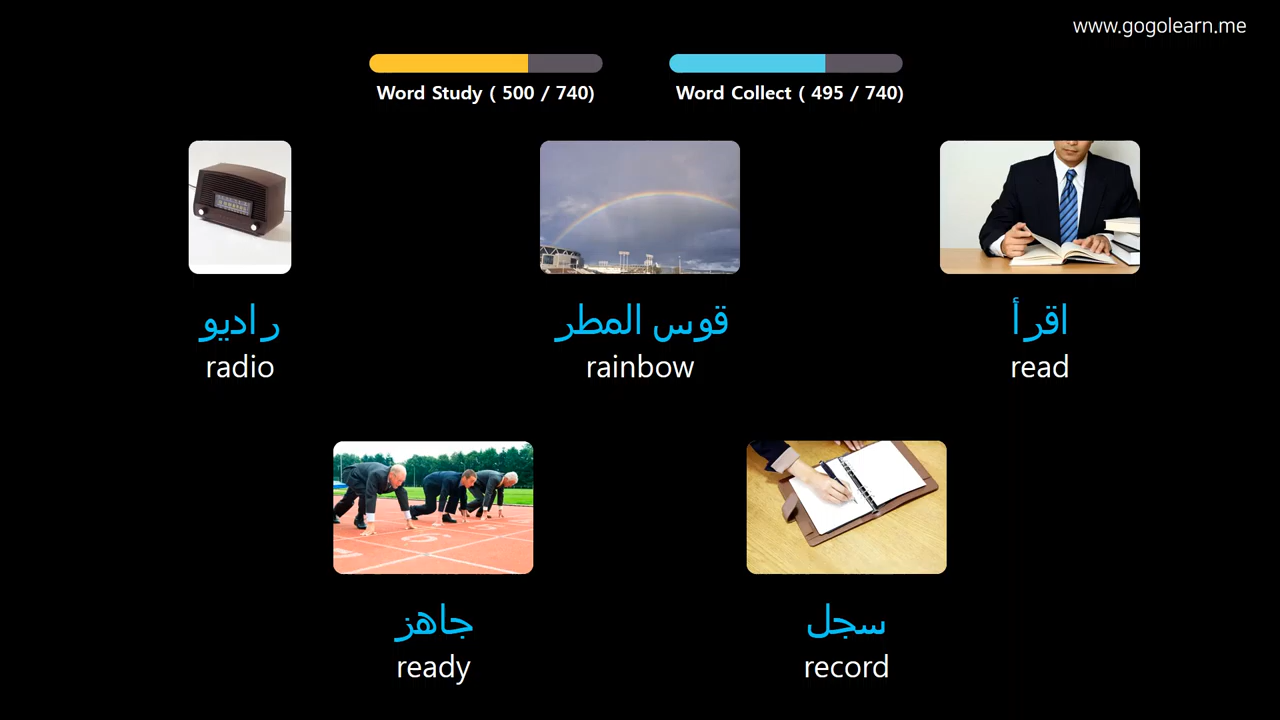 www.gogolearn.me
Word Study ( 500 / 740)
Word Collect ( 495 / 740)
راديو
radio
قوس المطر
rainbow
اقرأ
read
جاهز
ready
سجل
record